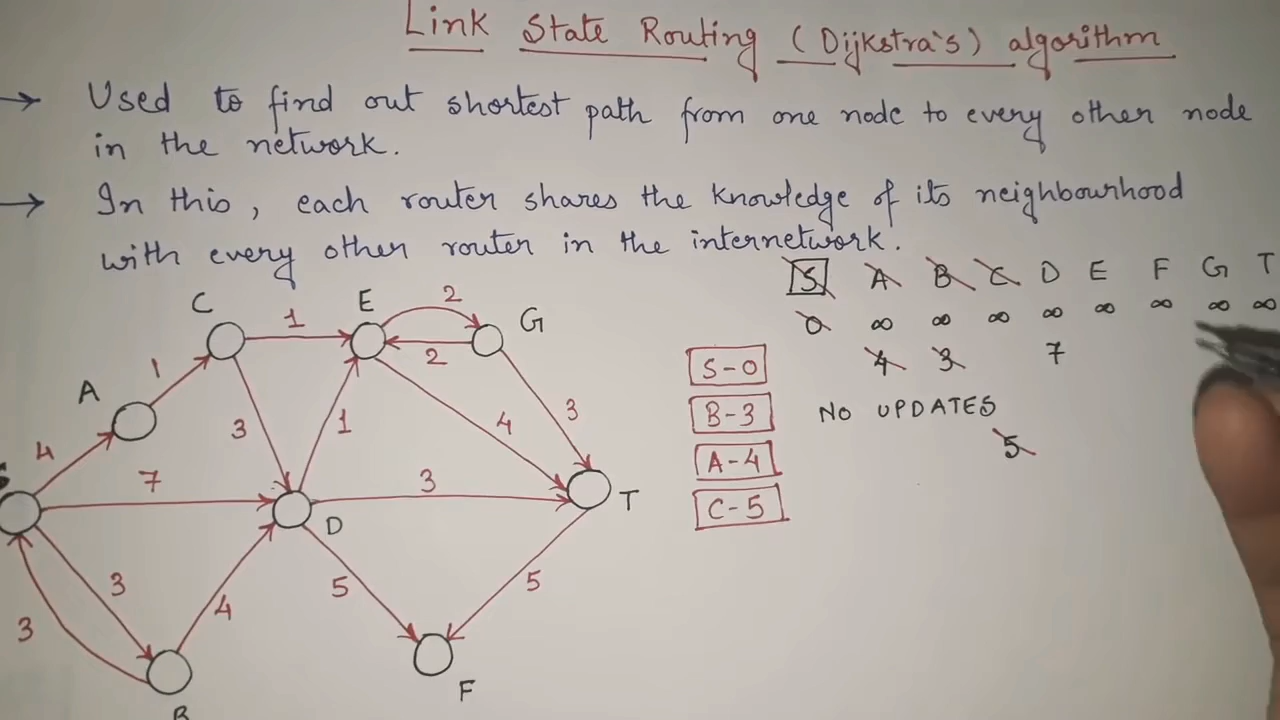 Link State Routing (Dijkstra's) algorithm
→ Used to find out shortest path from one node to every other node
in the network.
→ In this, each router shares the knowledge of its neighbourhood
with every other router in the internetwork.
S A B C D E F G T
0 ∞ ∞ ∞ ∞ ∞ ∞ ∞ ∞
4 3 7
S-0
B-3
NO UPDATES
A-4
5
C-5
C 1 E 2 G
2
A 1
4 3 1 4 3
7 3 T
D
3 4 5 5
3
B F